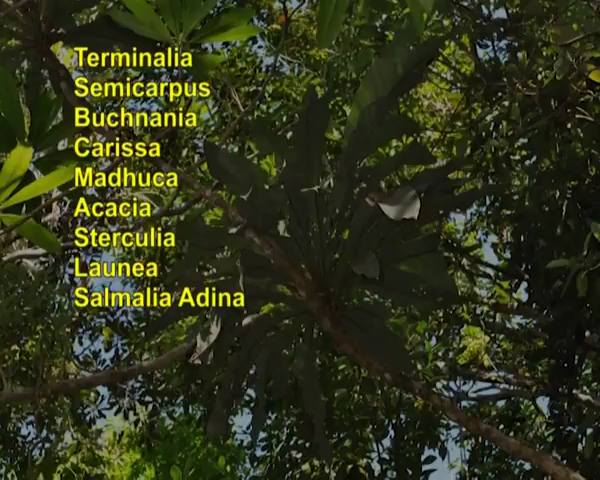 Terminalia
Semicarpus
Buchnania
Carissa
Madhuca
Acacia
Sterculia
Launea
Salmalia Adina